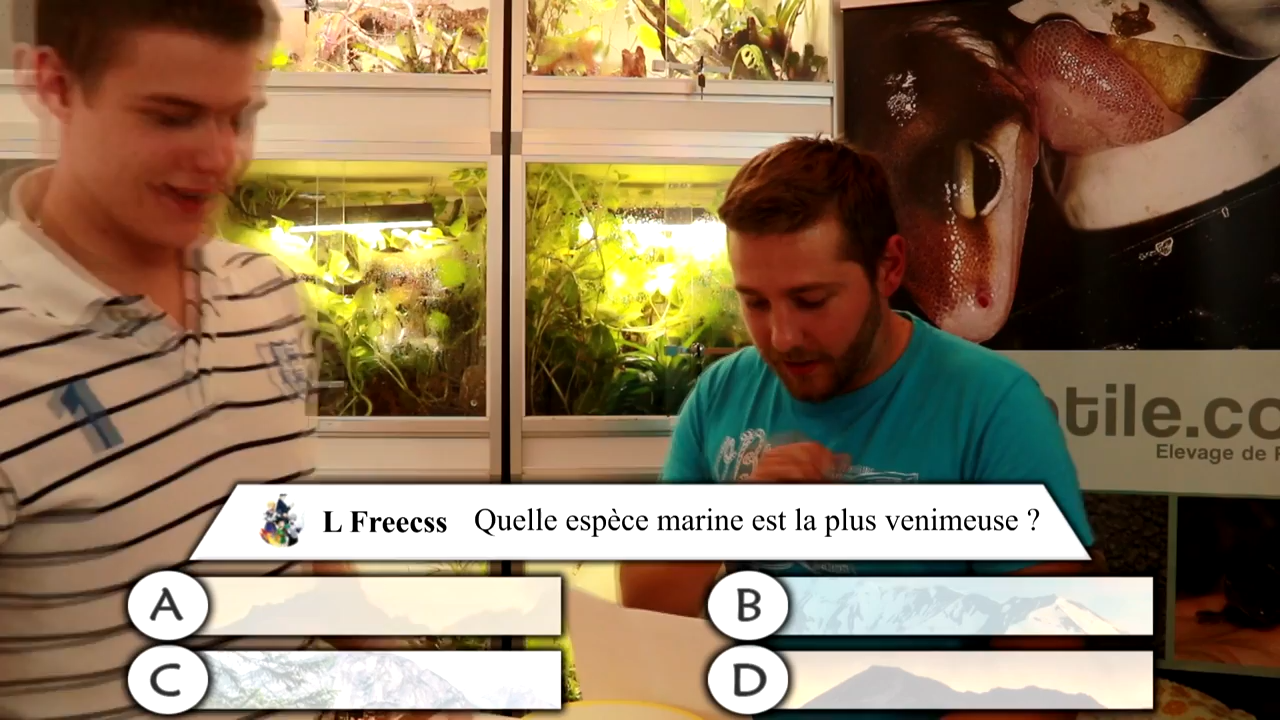 1
tile.co
Elevage de
L Freecss Quelle espèce marine est la plus venimeuse ?
A
B
C
D